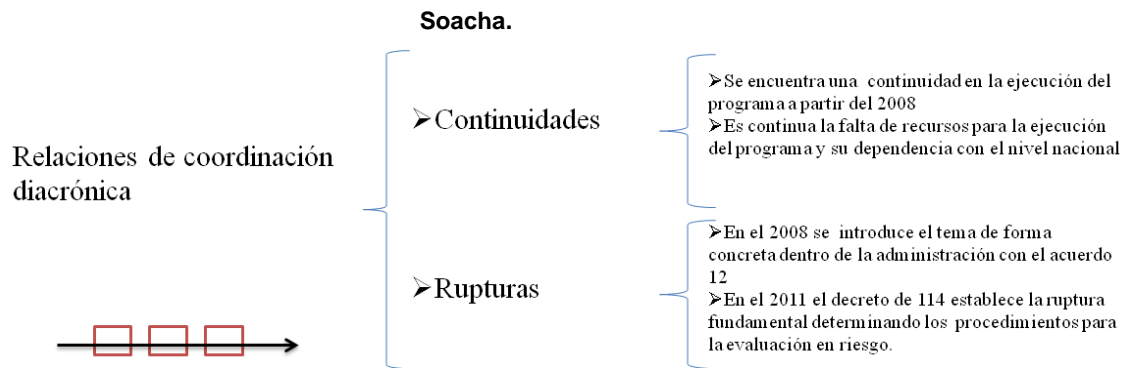 Soacha.
Relaciones de coordinación
diacrónica
➢Continuidades
➢Se encuentra una continuidad en la ejecución del
programa a partir del 2008
➢Es continua la falta de recursos para la ejecución
del programa y su dependencia con el nivel nacional
➢Rupturas
➢En el 2008 se introduce el tema de forma
concreta dentro de la administración con el acuerdo
12
➢En el 2011 el decreto de 114 establece la ruptura
fundamental determinando los procedimientos para
la evaluación en riesgo.